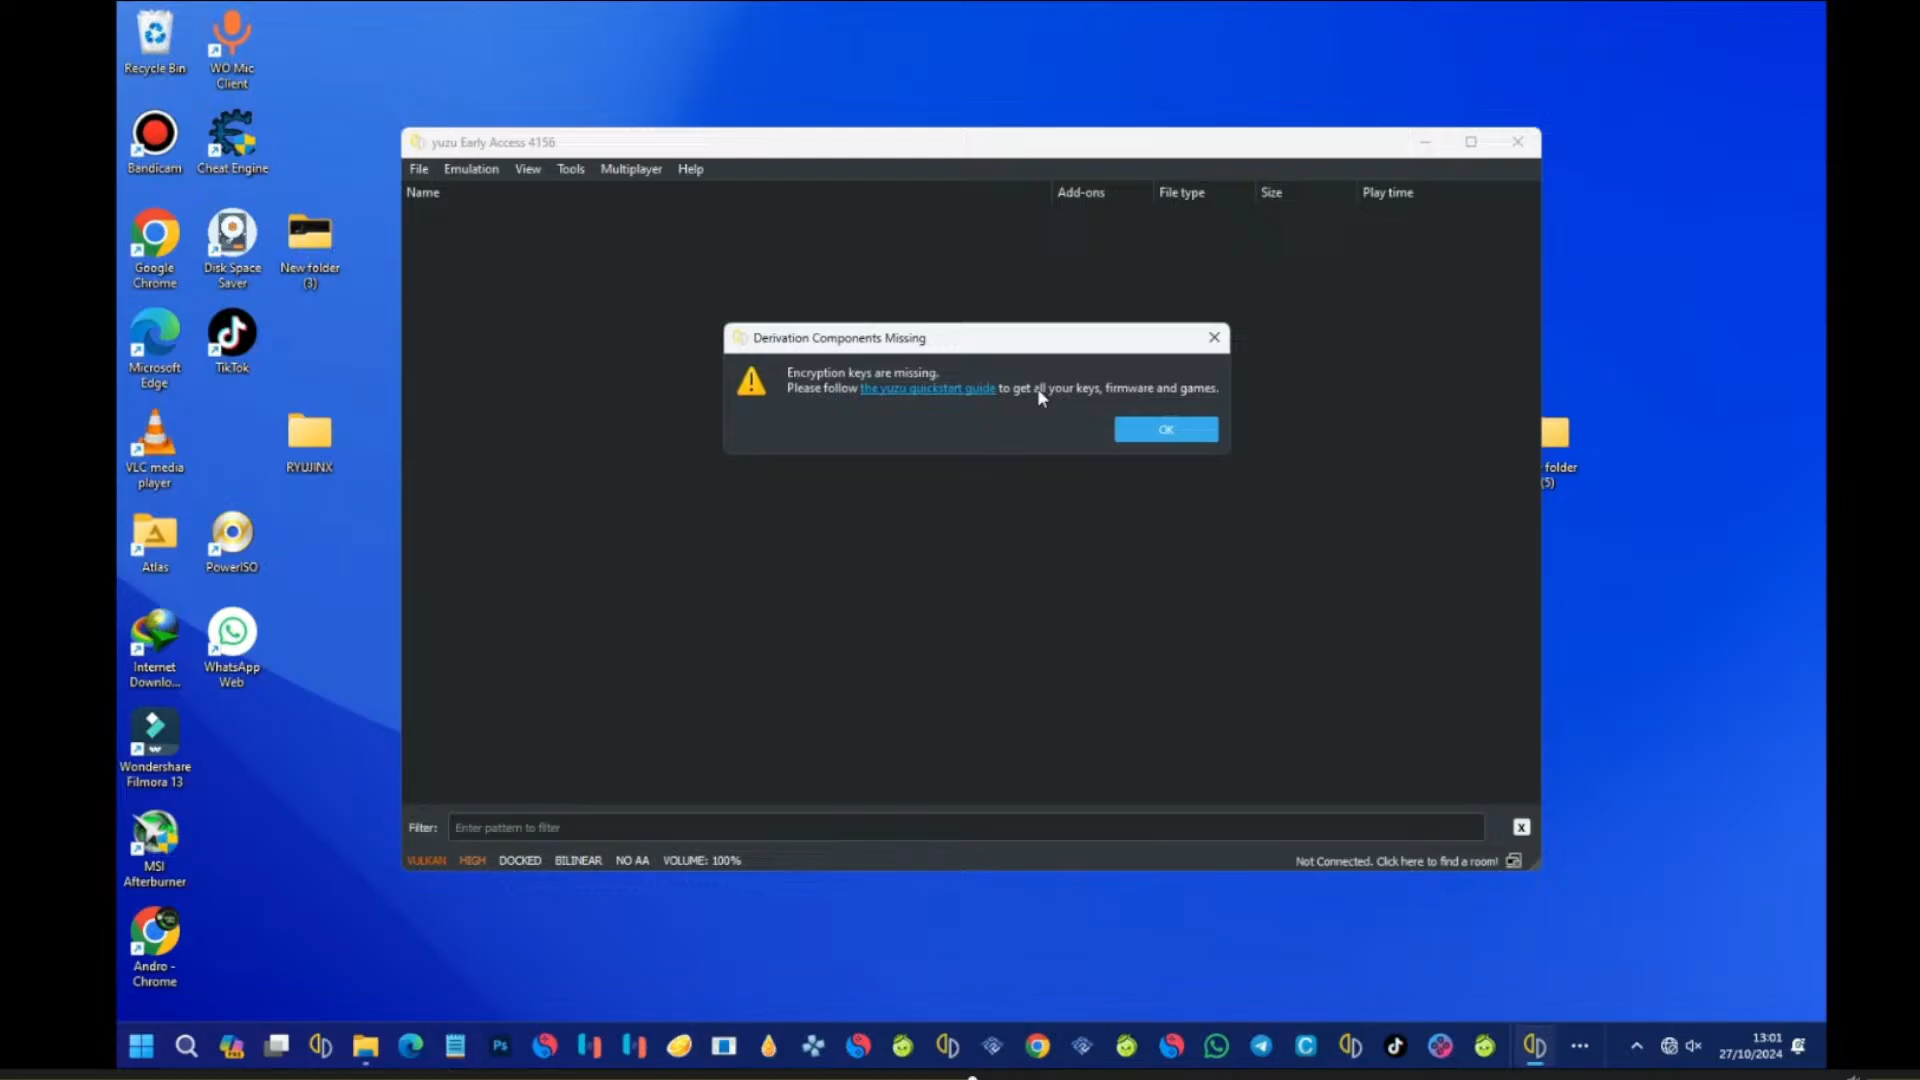 Recycle Bin
WO Mic
Client
Bandicam
Cheat Engine
Google
Chrome
Disk Space
Saver
New folder
(3)
Microsoft
Edge
TikTok
VLC media
player
RYUJINX
Atlas
PowerISO
Internet
Downlo...
WhatsApp
Web
Wondershare
Filmora 13
MSI
Afterburner
Andro -
Chrome
yuzu Early Access 4156
File Emulation View Tools Multiplayer Help
Name Add-ons File type Size Play time
Derivation Components Missing
Encryption keys are missing.
Please follow the yuzu quickstart guide to get all your keys, firmware and games.
OK
folder
(5)
Filter: Enter pattern to filter X
VULKAN HIGH DOCKED BILINEAR NO AA VOLUME: 100% Not Connected. Click here to find a room!
Ps
C
13:01
27/10/2024